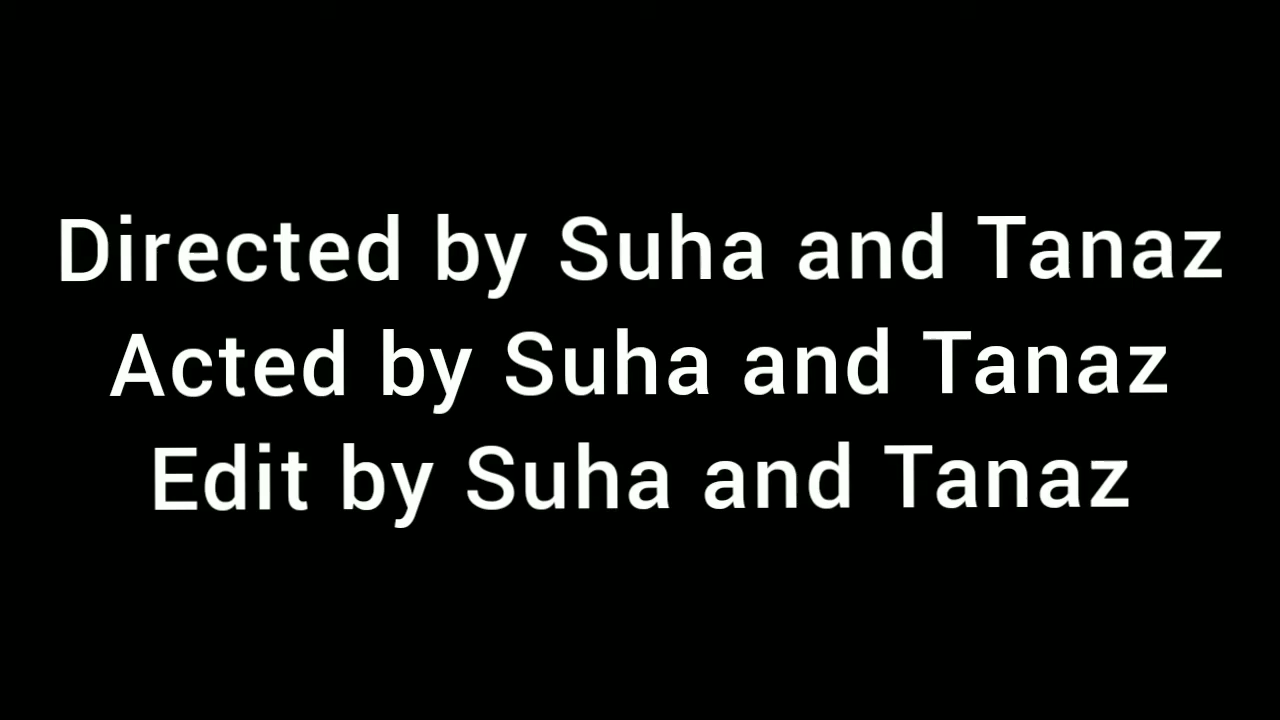 Directed by Suha and Tanaz
Acted by Suha and Tanaz
Edit by Suha and Tanaz